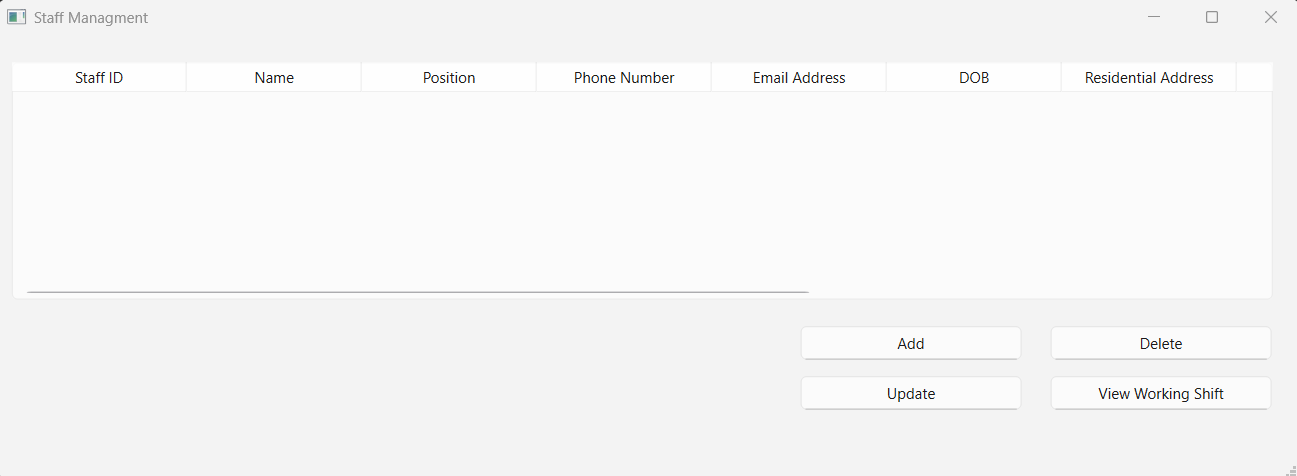 Staff Managment
Staff ID Name Position Phone Number Email Address DOB Residential Address
Add Delete
Update View Working Shift